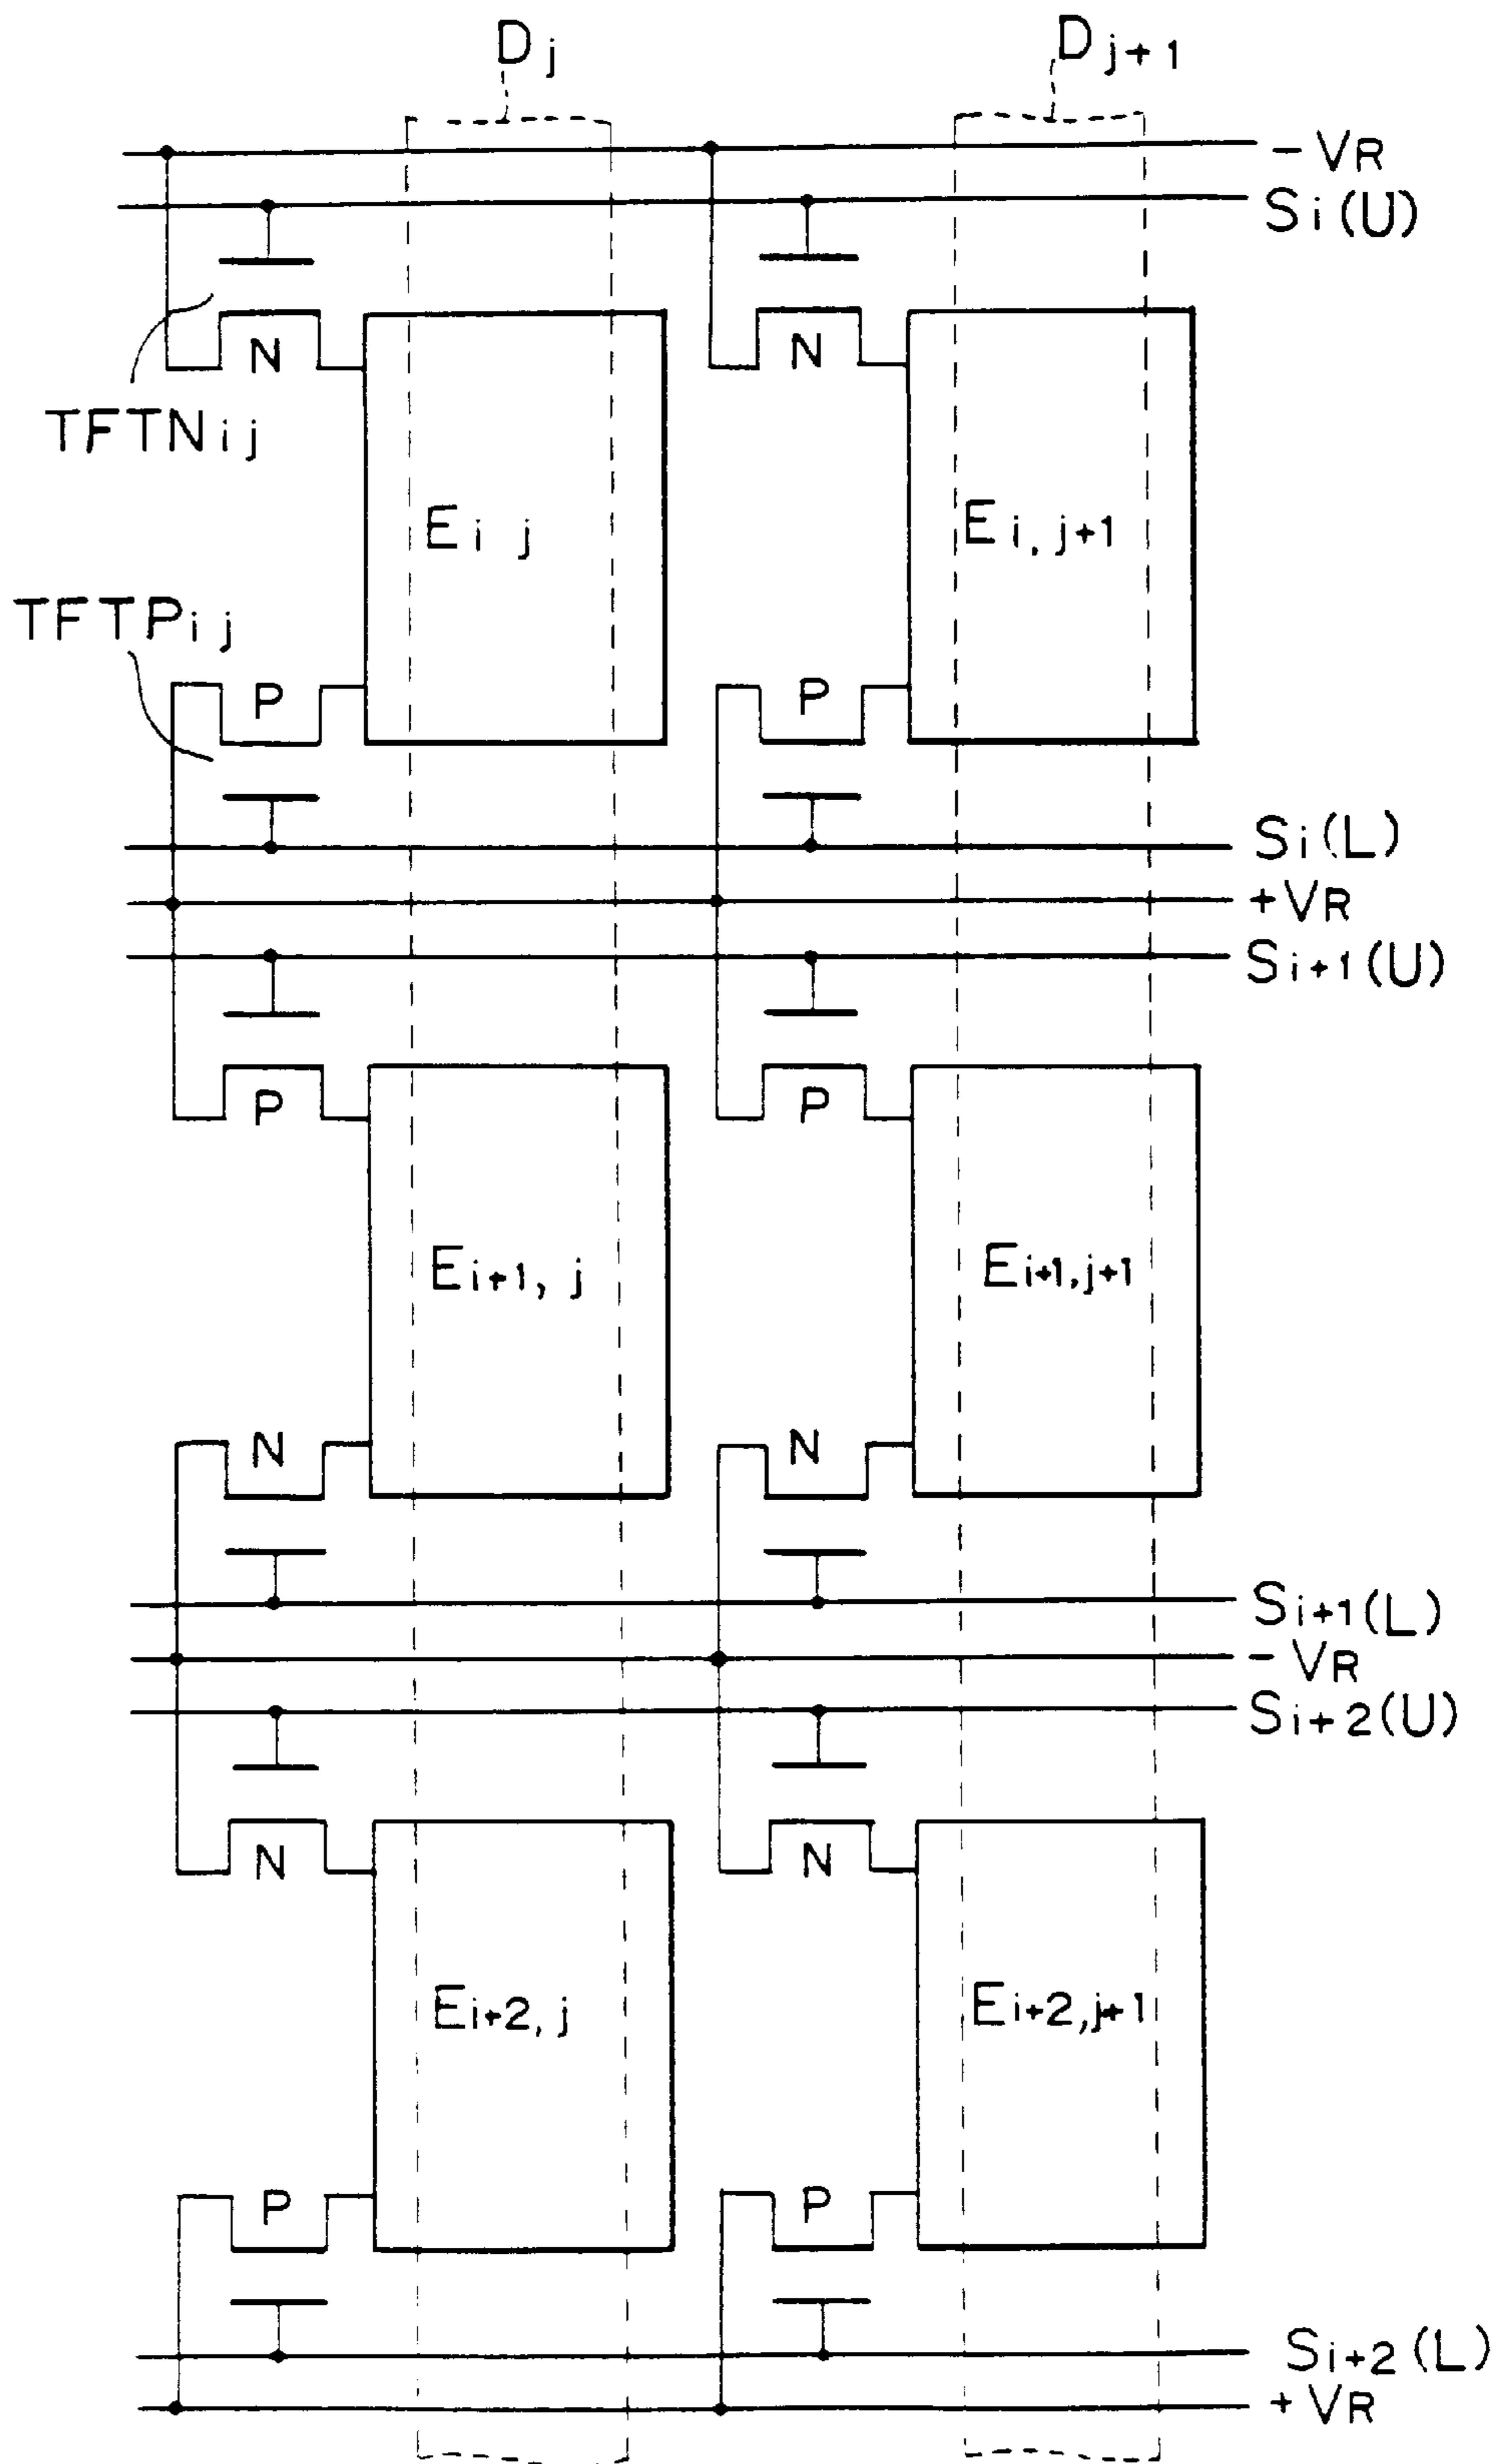 Dj Dj+1
-VR
Si(U)
N N
TFTNij
Eij Ei,j+1
TFTPij
P P
Si(L)
+VR
Si+1(U)
P P
Ei+1,j Ei+1,j+1
N N
Si+1(L)
-VR
Si+2(U)
N N
Ei+2,j Ei+2,j+1
P P
Si+2(L)
+VR